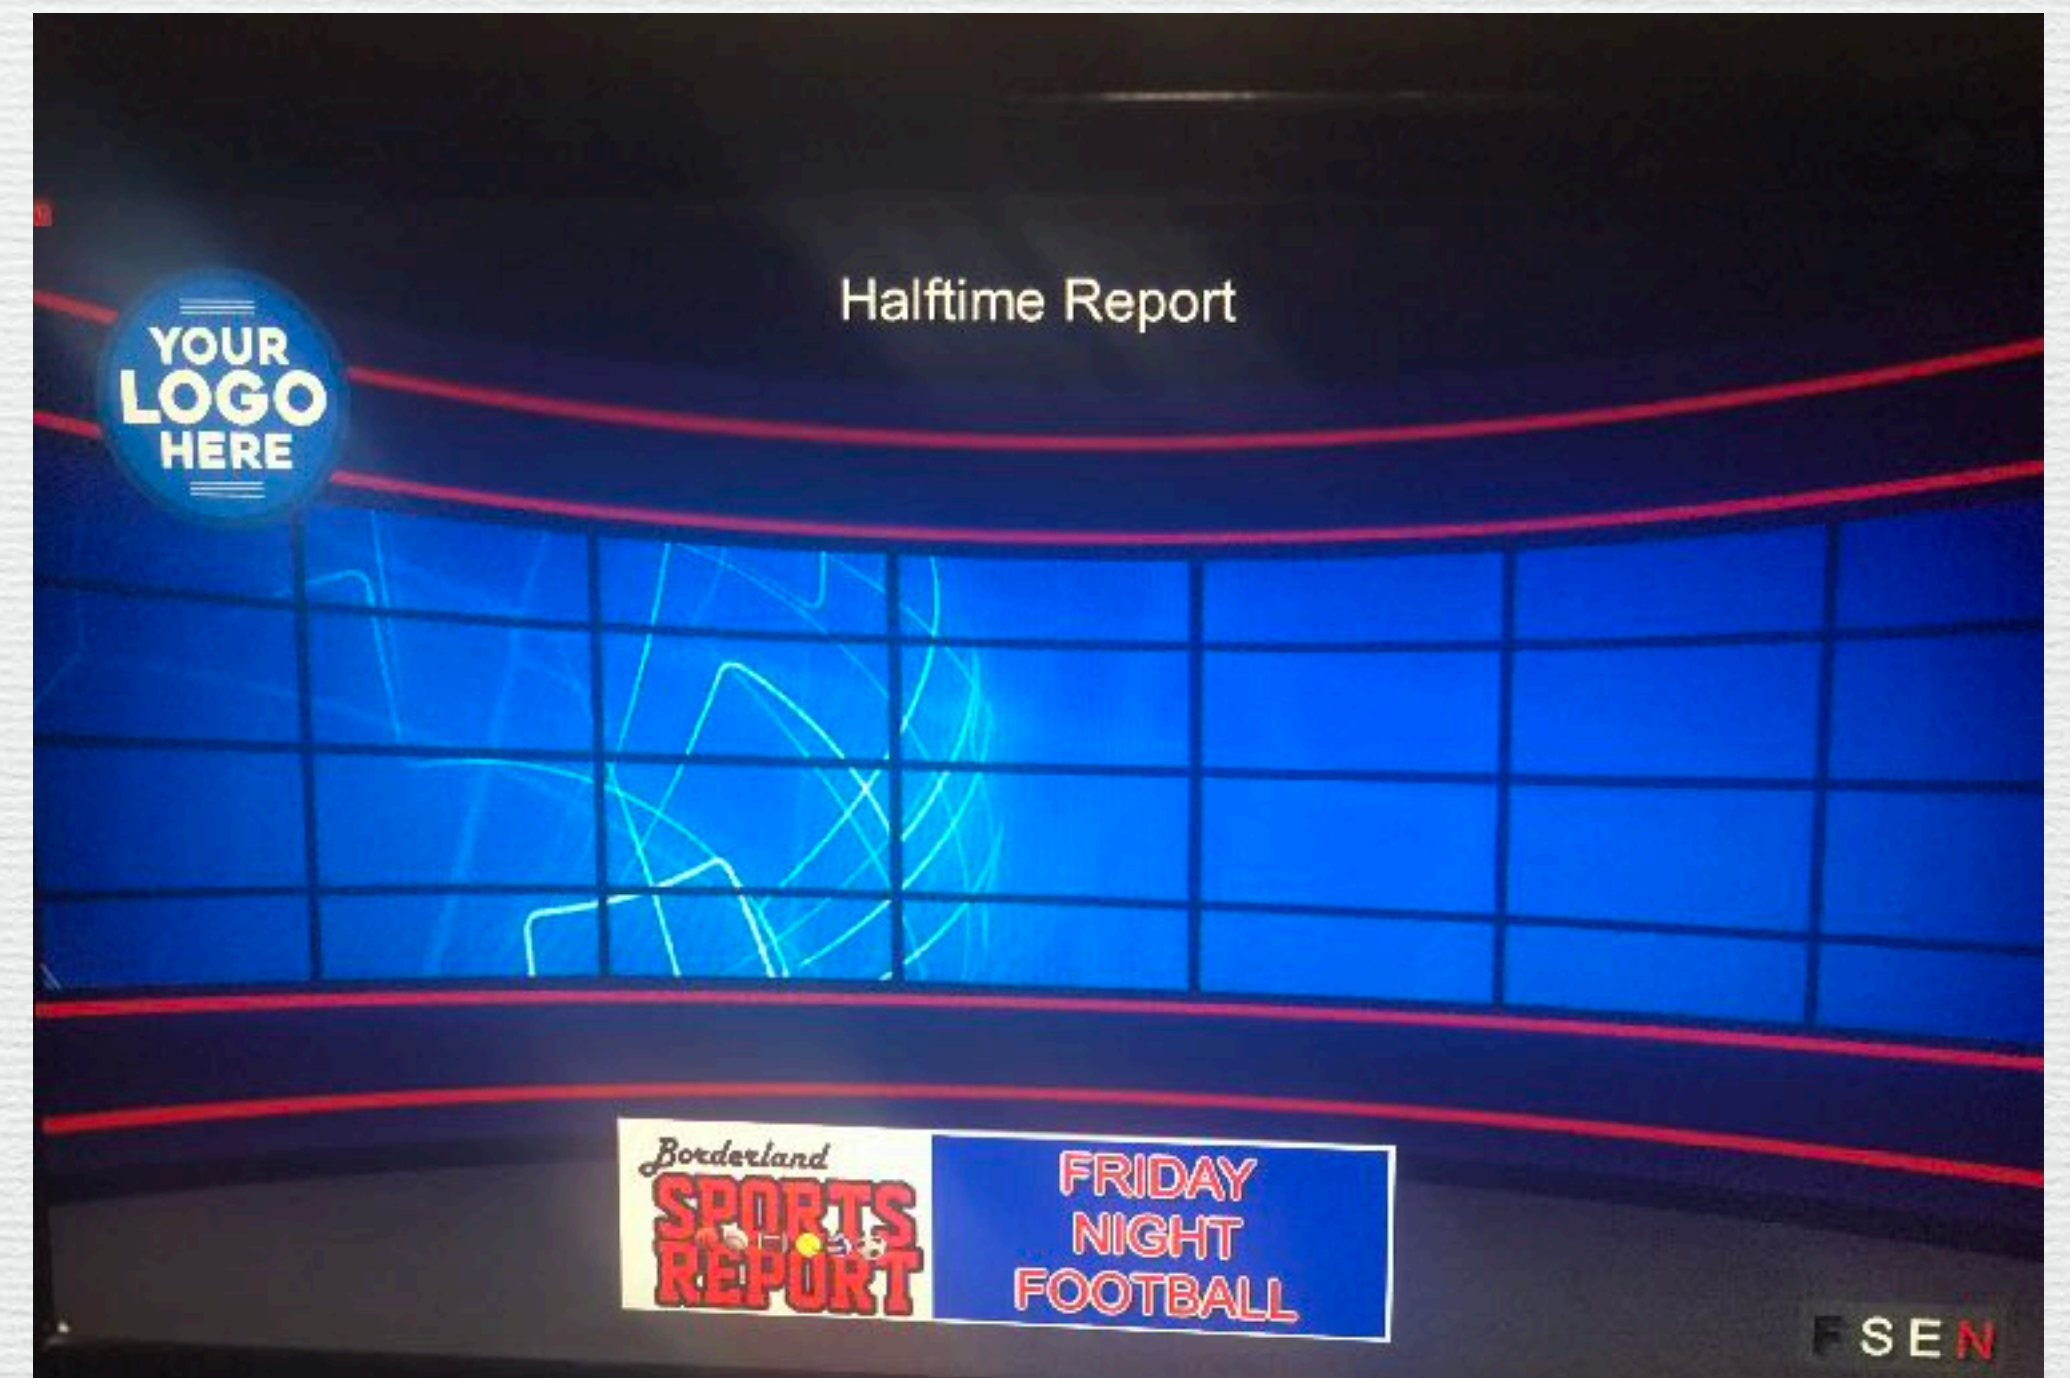 Halftime Report
YOUR
LOGO
HERE
Borderland
SPORTS
REPORT
FRIDAY
NIGHT
FOOTBALL
FSEN